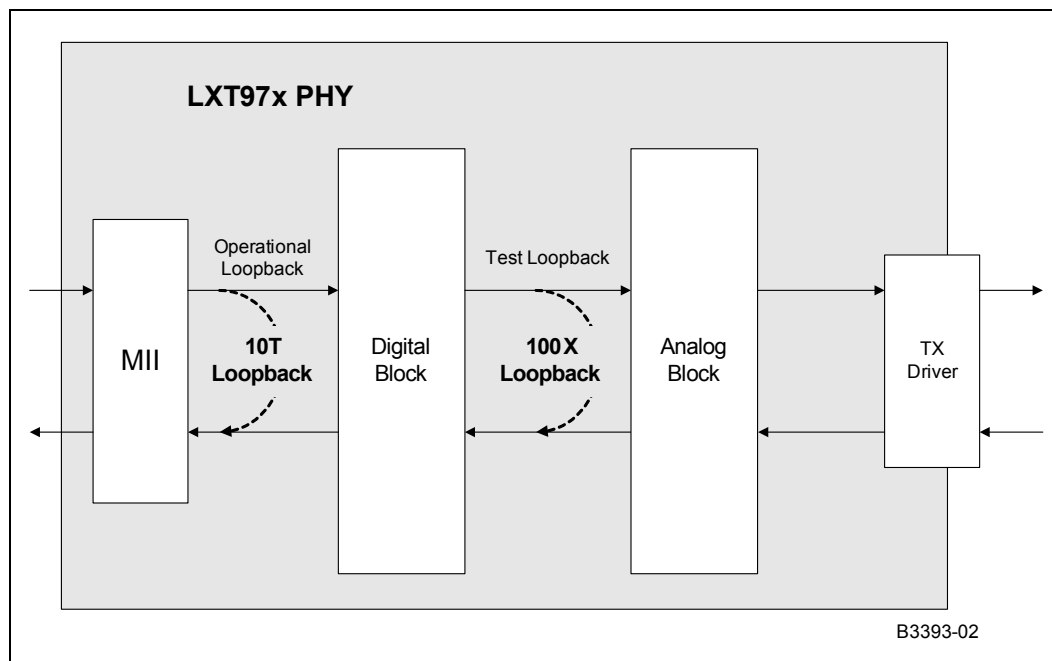 LXT97x PHY
Operational
Loopback
Test Loopback
MII
10T
Loopback
Digital
Block
100X
Loopback
Analog
Block
TX
Driver
B3393-02